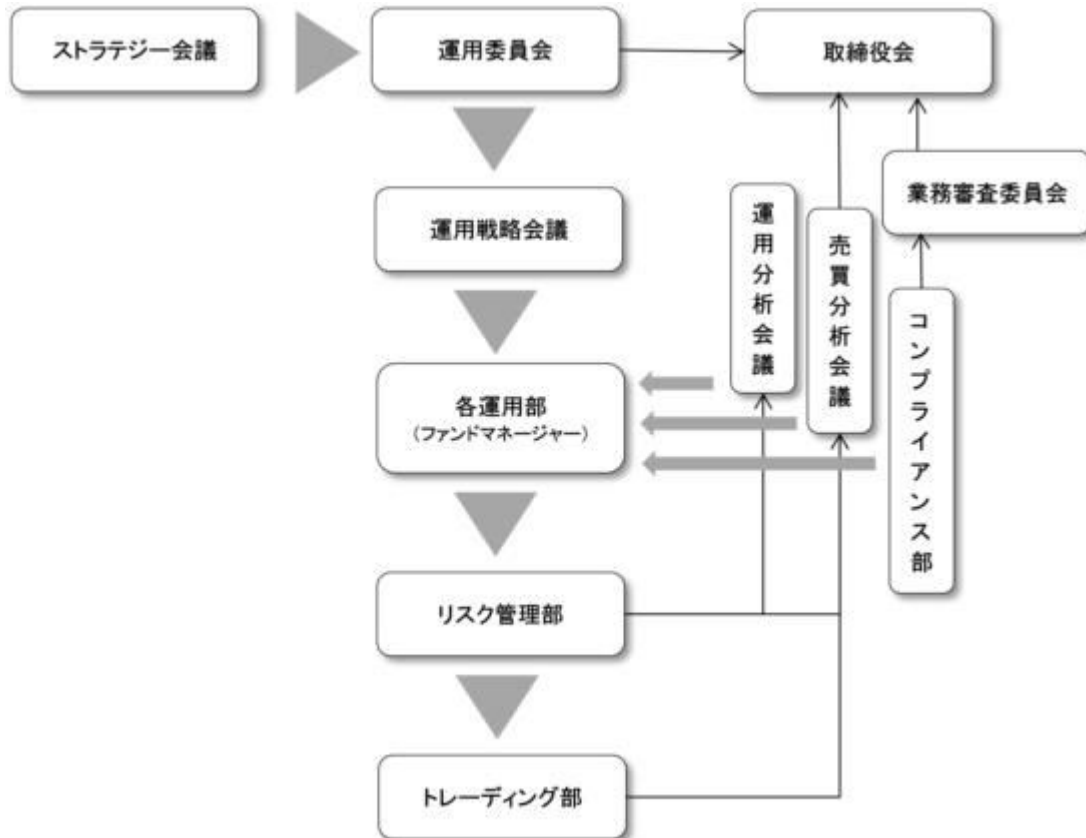 ストラテジー会議
運用委員会
取締役会
業務審査委員会
運用戦略会議
運用分析会議
売買分析会議
コンプライアンス部
各運用部
(ファンドマネージャー)
リスク管理部
トレーディング部